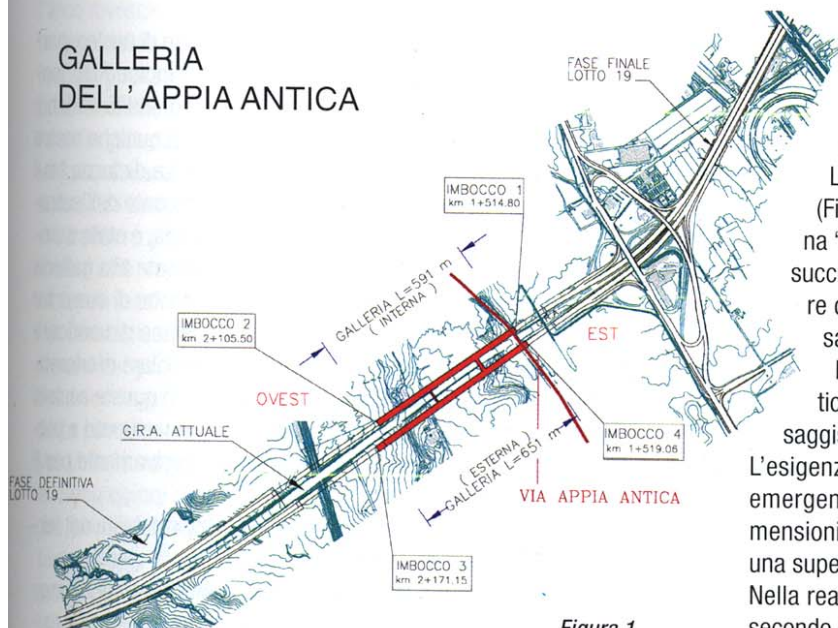 GALLERIA
DELL' APPIA ANTICA
FASE FINALE
LOTTO 19
IMBOCCO 1
km 1+514.80
GALLERIA L=591 m
( INTERNA )
IMBOCCO 2
km 2+105.50
EST
OVEST
G.R.A. ATTUALE
IMBOCCO 4
km 1+519.06
( ESTERNA )
GALLERIA L=651 m
VIA APPIA ANTICA
FASE DEFINITIVA
LOTTO 19
IMBOCCO 3
km 2+171.15
Figura 1
L
(Fi
na "
succ
re c
sa
tic
saggi
L'esigenz
emergen
mensioni
una supe
Nella rea
secondo